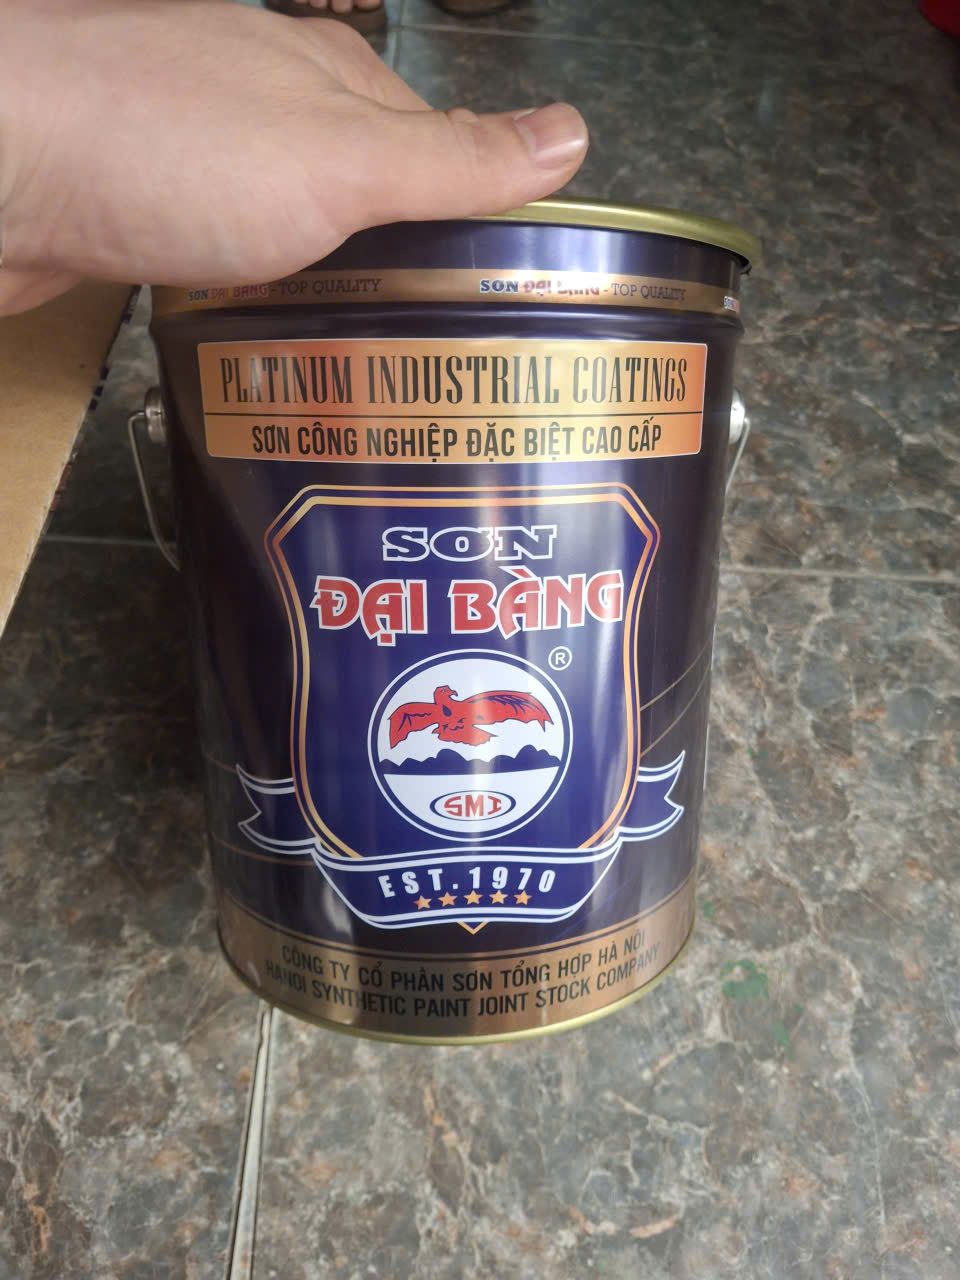 SƠN ĐẠI BÀNG - TOP QUALITY
SƠN ĐẠI BÀNG - TOP QUALITY
PLATINUM INDUSTRIAL COATINGS
SƠN CÔNG NGHIỆP ĐẶC BIỆT CAO CẤP
SƠN
ĐẠI BÀNG
®
SMI
EST.1970
CÔNG TY CỔ PHẦN SƠN TỔNG HỢP HÀ NỘI
HANOI SYNTHETIC PAINT JOINT STOCK COMPANY